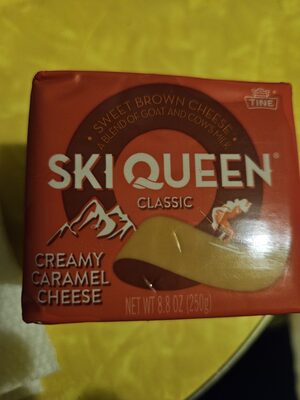 TINE
SWEET BROWN CHEESE
A BLEND OF GOAT AND COW'S MILK
SKI QUEEN®
CLASSIC
CREAMY
CARAMEL
CHEESE
NET WT 8.8 OZ (250g)